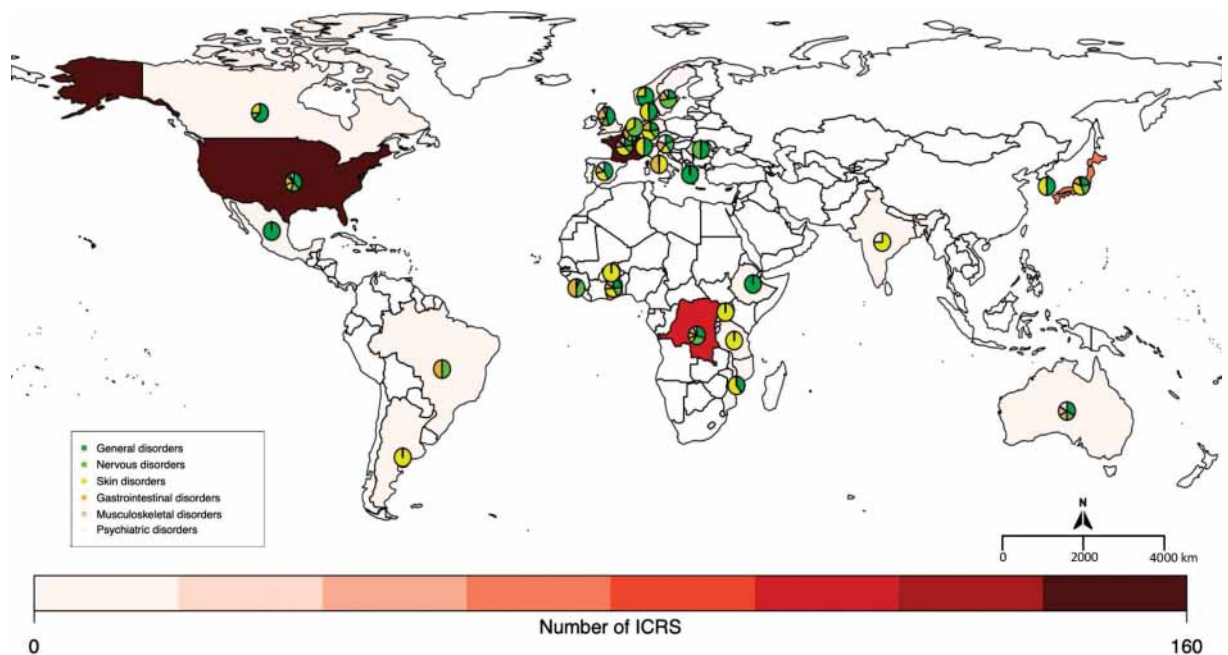 General disorders
Nervous disorders
Skin disorders
Gastrointestinal disorders
Musculoskeletal disorders
Psychiatric disorders
N
0 2000 4000 km
Number of ICRS
0 160